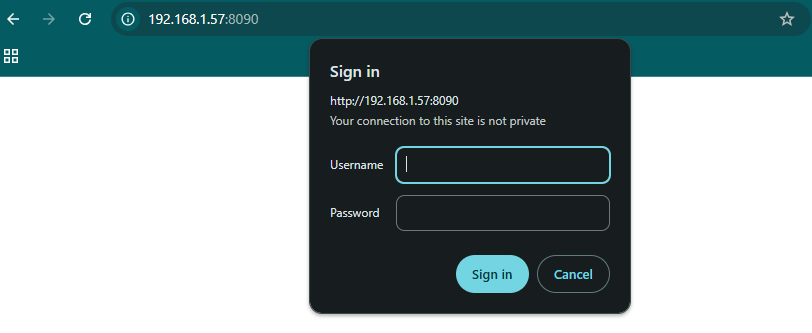 192.168.1.57:8090
Sign in
http://192.168.1.57:8090
Your connection to this site is not private
Username
Password
Sign in Cancel